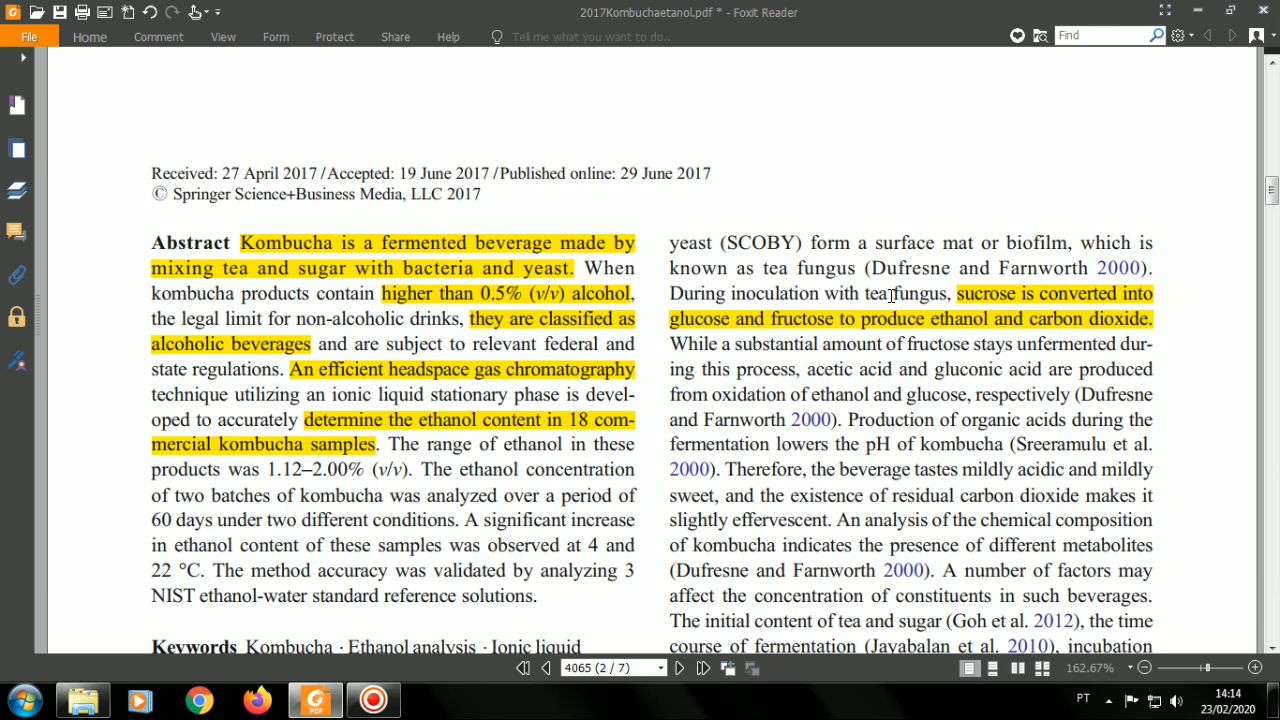 2017Kombuchaetanol.pdf * - Foxit Reader
File Home Comment View Form Protect Share Help Tell me what you want to do.. Find
Received: 27 April 2017 / Accepted: 19 June 2017 / Published online: 29 June 2017
© Springer Science+Business Media, LLC 2017
Abstract Kombucha is a fermented beverage made by
mixing tea and sugar with bacteria and yeast. When
kombucha products contain higher than 0.5% (v/v) alcohol,
the legal limit for non-alcoholic drinks, they are classified as
alcoholic beverages and are subject to relevant federal and
state regulations. An efficient headspace gas chromatography
technique utilizing an ionic liquid stationary phase is devel-
oped to accurately determine the ethanol content in 18 com-
mercial kombucha samples. The range of ethanol in these
products was 1.12–2.00% (v/v). The ethanol concentration
of two batches of kombucha was analyzed over a period of
60 days under two different conditions. A significant increase
in ethanol content of these samples was observed at 4 and
22 °C. The method accuracy was validated by analyzing 3
NIST ethanol-water standard reference solutions.
Keywords Kombucha · Ethanol analysis · Ionic liquid
yeast (SCOBY) form a surface mat or biofilm, which is
known as tea fungus (Dufresne and Farnworth 2000).
During inoculation with tea fungus, sucrose is converted into
glucose and fructose to produce ethanol and carbon dioxide.
While a substantial amount of fructose stays unfermented dur-
ing this process, acetic acid and gluconic acid are produced
from oxidation of ethanol and glucose, respectively (Dufresne
and Farnworth 2000). Production of organic acids during the
fermentation lowers the pH of kombucha (Sreeramulu et al.
2000). Therefore, the beverage tastes mildly acidic and mildly
sweet, and the existence of residual carbon dioxide makes it
slightly effervescent. An analysis of the chemical composition
of kombucha indicates the presence of different metabolites
(Dufresne and Farnworth 2000). A number of factors may
affect the concentration of constituents in such beverages.
The initial content of tea and sugar (Goh et al. 2012), the time
course of fermentation (Jayabalan et al. 2010), incubation
4065 (2 / 7)
162.67%
PDF
PT
14:14
23/02/2020